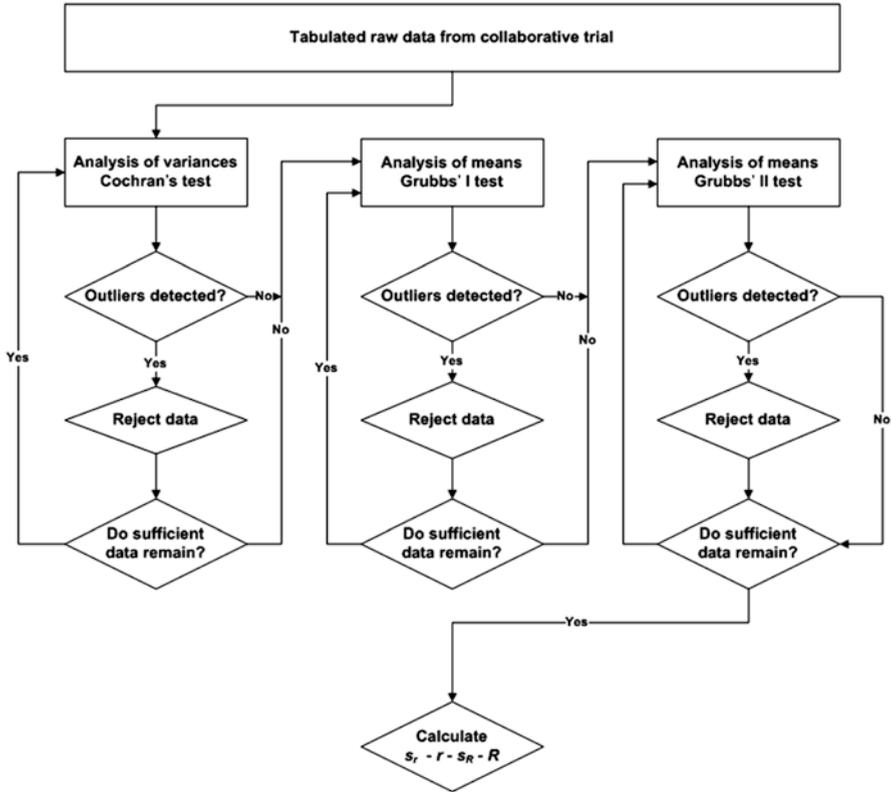 Tabulated raw data from collaborative trial
Analysis of variances
Cochran's test
Analysis of means
Grubbs' I test
Analysis of means
Grubbs' II test
Outliers detected?
No
Outliers detected?
No
Outliers detected?
No
No
Yes
Yes
Yes
Yes
Yes
No
Reject data
Reject data
Reject data
Do sufficient
data remain?
Do sufficient
data remain?
Do sufficient
data remain?
Yes
Calculate
sr - r - sR - R